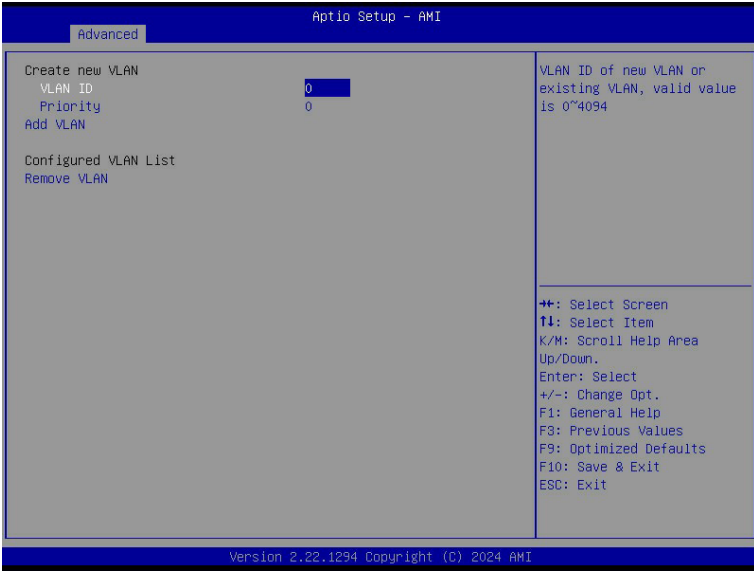 Aptio Setup - AMI
Advanced
Create new VLAN
VLAN ID 0
Priority 0
Add VLAN
Configured VLAN List
Remove VLAN
VLAN ID of new VLAN or
existing VLAN, valid value
is 0~4094
→←: Select Screen
↑↓: Select Item
K/M: Scroll Help Area
Up/Down.
Enter: Select
+/-: Change Opt.
F1: General Help
F3: Previous Values
F9: Optimized Defaults
F10: Save & Exit
ESC: Exit
Version 2.22.1294 Copyright (C) 2024 AMI